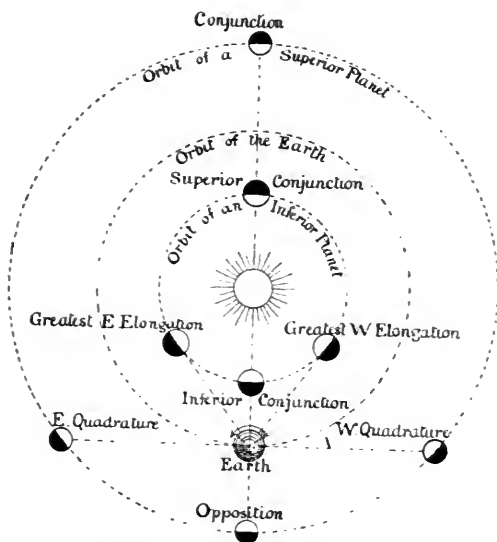 Conjunction
Orbit of a Superior Planet
Orbit of the Earth
Superior Conjunction
Orbit of an Inferior Planet
Greatest E Elongation
Greatest W Elongation
Inferior Conjunction
E. Quadrature
W. Quadrature
Earth
Opposition